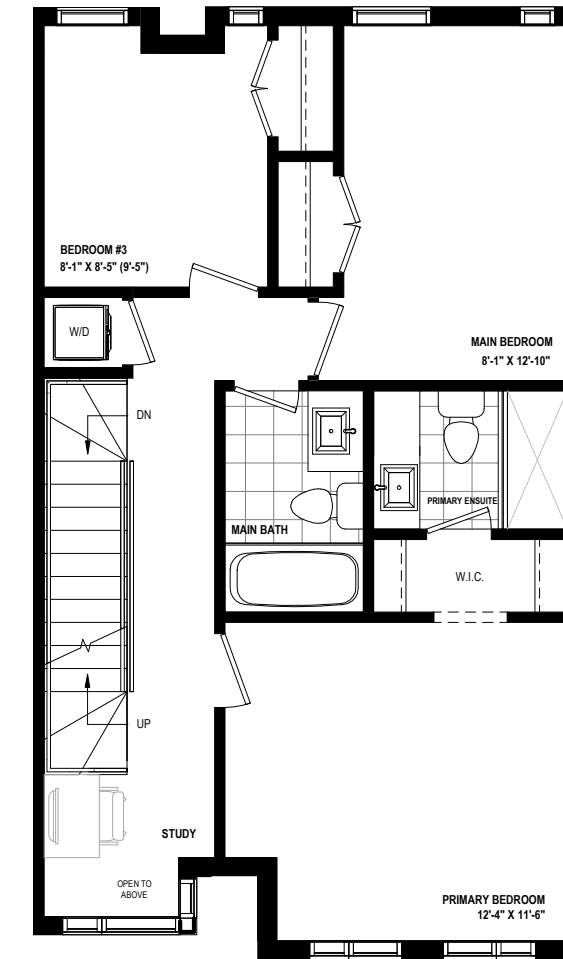 BEDROOM #3
8'-1" X 8'-5" (9'-5")
W/D
MAIN BEDROOM
8'-1" X 12'-10"
DN
PRIMARY ENSUITE
MAIN BATH
W.I.C.
UP
STUDY
OPEN TO
ABOVE
PRIMARY BEDROOM
12'-4" X 11'-6"